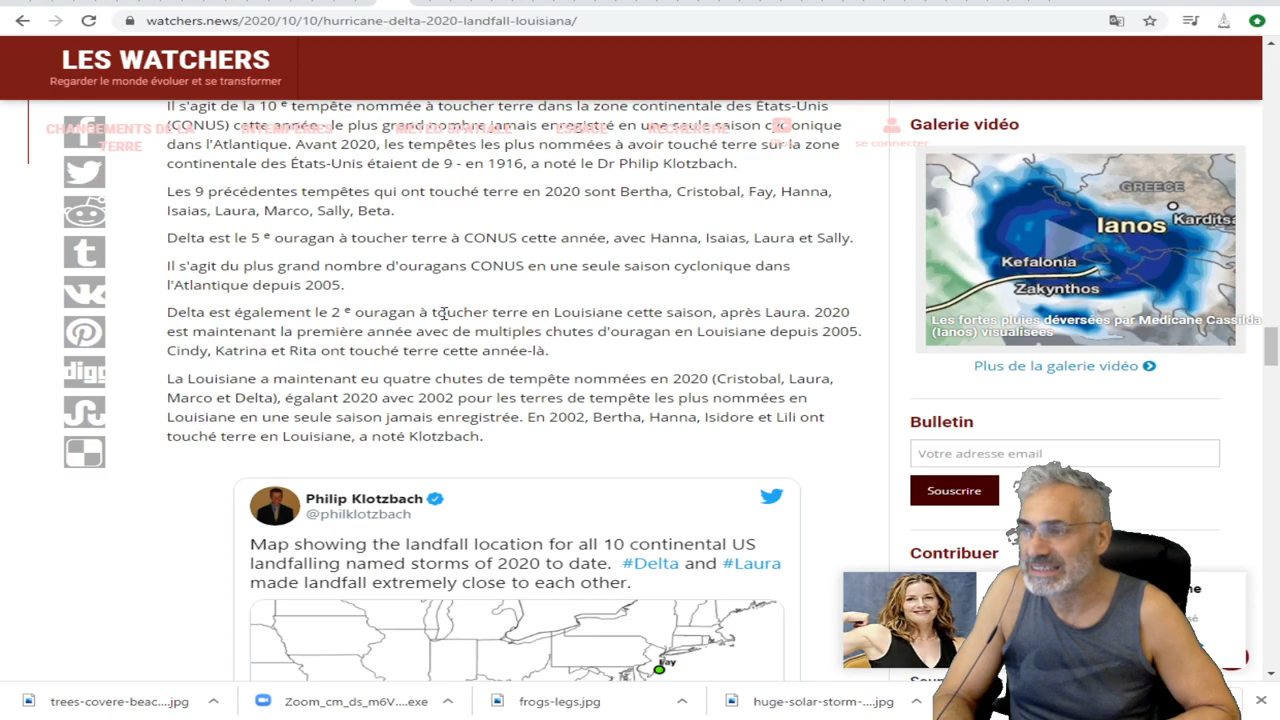 watchers.news/2020/10/10/hurricane-delta-2020-landfall-louisiana/
LES WATCHERS
Regarder le monde évoluer et se transformer
CHANGEMENTS DE LA
TERRE
se connecter
Il s'agit de la 10 e tempête nommée à toucher terre dans la zone continentale des États-Unis
(CONUS) cette année - le plus grand nombre jamais enregistré en une seule saison cyclonique
dans l'Atlantique. Avant 2020, les tempêtes les plus nommées à avoir touché terre sur la zone
continentale des États-Unis étaient de 9 - en 1916, a noté le Dr Philip Klotzbach.
Les 9 précédentes tempêtes qui ont touché terre en 2020 sont Bertha, Cristobal, Fay, Hanna,
Isaias, Laura, Marco, Sally, Beta.
Delta est le 5 e ouragan à toucher terre à CONUS cette année, avec Hanna, Isaias, Laura et Sally.
Il s'agit du plus grand nombre d'ouragans CONUS en une seule saison cyclonique dans
l'Atlantique depuis 2005.
Delta est également le 2 e ouragan à toucher terre en Louisiane cette saison, après Laura. 2020
est maintenant la première saison avec de multiples chutes d'ouragan en Louisiane depuis 2005.
Cindy, Katrina et Rita ont touché terre cette année-là.
La Louisiane a maintenant eu quatre chutes de tempête nommées en 2020 (Cristobal, Laura,
Marco et Delta), égalant 2020 avec 2002 pour les terres de tempête les plus nommées en
Louisiane en une seule saison jamais enregistrée. En 2002, Bertha, Hanna, Isidore et Lili ont
touché terre en Louisiane, a noté Klotzbach.
Philip Klotzbach
@philklotzbach
Map showing the landfall location for all 10 continental US
landfalling named storms of 2020 to date. #Delta and #Laura
made landfall extremely close to each other.
Fay
digg
Galerie vidéo
GREECE
Ianos
Karditsa
Kefalonia
Zakynthos
Les fortes pluies déversées par Medicane Cassilda
(Ianos) visualisées
Plus de la galerie vidéo
Bulletin
Votre adresse email
Souscrire
Contribuer
trees-covere-beac....jpg
Zoom_cm_ds_m6V....exe
frogs-legs.jpg
huge-solar-storm-....jpg